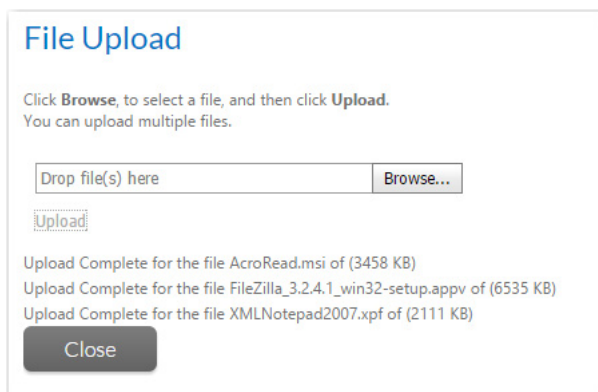 File Upload
Click Browse, to select a file, and then click Upload.
You can upload multiple files.
Drop file(s) here
Browse...
Upload
Upload Complete for the file AcroRead.msi of (3458 KB)
Upload Complete for the file FileZilla_3.2.4.1_win32-setup.appv of (6535 KB)
Upload Complete for the file XMLNotepad2007.xpf of (2111 KB)
Close